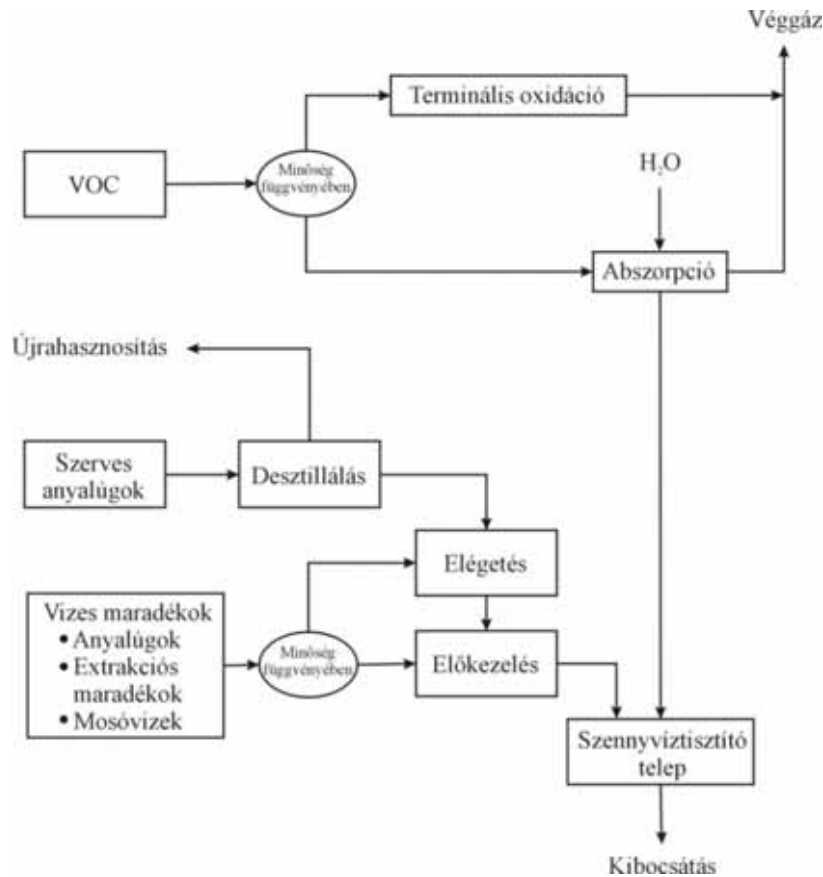 Véggáz
Terminális oxidáció
VOC
Minőség
függvényében
H₂O
Abszorpció
Újrahasznosítás
Szerves
anyalúgok
Desztillálás
Elégetés
Vizes maradékok
• Anyalúgok
• Extrakciós
maradékok
• Mosóvizek
Minőség
függvényében
Előkezelés
Szennyvíztisztító
telep
Kibocsátás